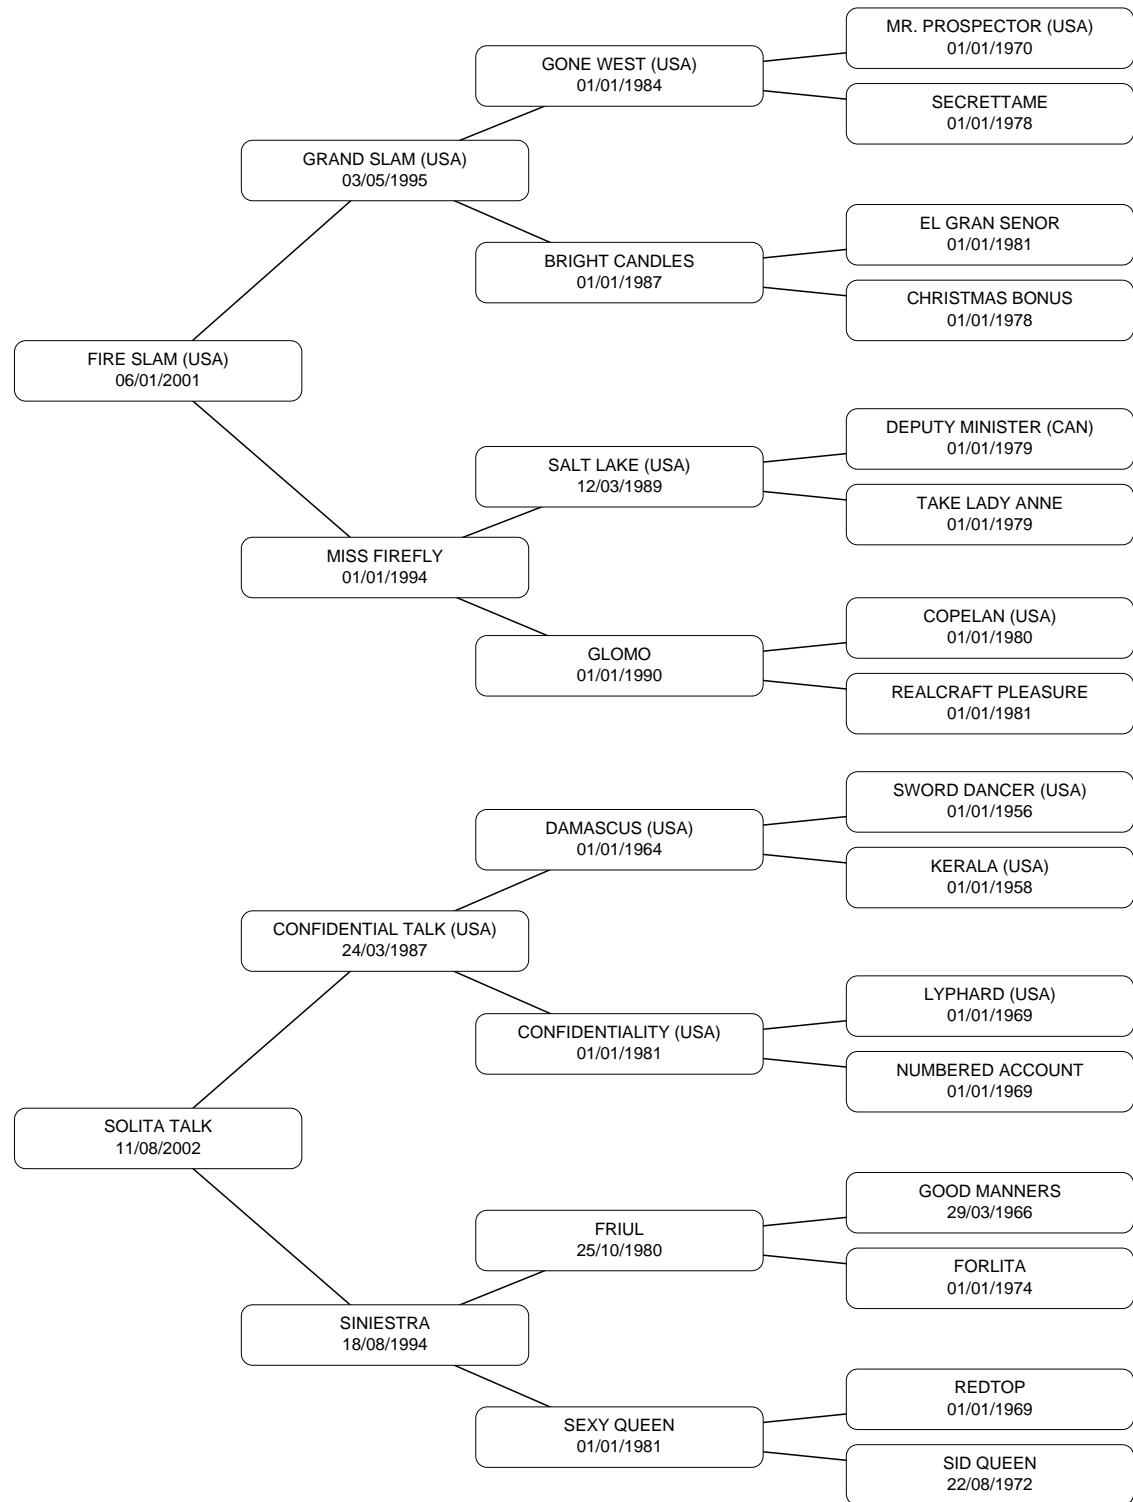 MR. PROSPECTOR (USA)
01/01/1970
GONE WEST (USA)
01/01/1984
SECRETTAME
01/01/1978
GRAND SLAM (USA)
03/05/1995
EL GRAN SENOR
01/01/1981
BRIGHT CANDLES
01/01/1987
CHRISTMAS BONUS
01/01/1978
FIRE SLAM (USA)
06/01/2001
DEPUTY MINISTER (CAN)
01/01/1979
SALT LAKE (USA)
12/03/1989
TAKE LADY ANNE
01/01/1979
MISS FIREFLY
01/01/1994
COPELAN (USA)
01/01/1980
GLOMO
01/01/1990
REALCRAFT PLEASURE
01/01/1981
SWORD DANCER (USA)
01/01/1956
DAMASCUS (USA)
01/01/1964
KERALA (USA)
01/01/1958
CONFIDENTIAL TALK (USA)
24/03/1987
LYPHARD (USA)
01/01/1969
CONFIDENTIALITY (USA)
01/01/1981
NUMBERED ACCOUNT
01/01/1969
SOLITA TALK
11/08/2002
GOOD MANNERS
29/03/1966
FRIUL
25/10/1980
FORLITA
01/01/1974
SINIESTRA
18/08/1994
REDTOP
01/01/1969
SEXY QUEEN
01/01/1981
SID QUEEN
22/08/1972